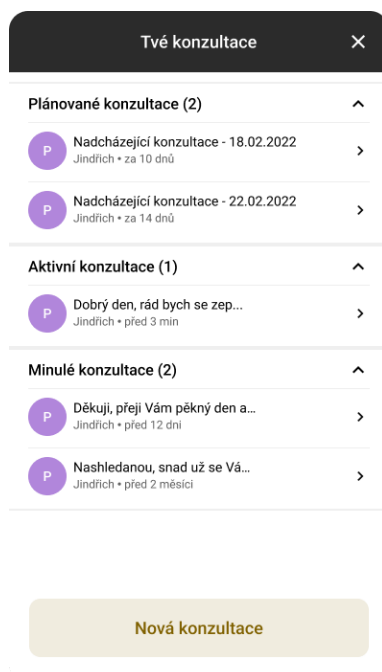 Tvé konzultace
Plánované konzultace (2)
P
Nadcházející konzultace - 18.02.2022
Jindřich • za 10 dnů
P
Nadcházející konzultace - 22.02.2022
Jindřich • za 14 dnů
Aktivní konzultace (1)
P
Dobrý den, rád bych se zep...
Jindřich • před 3 min
Minulé konzultace (2)
P
Děkuji, přeji Vám pěkný den a...
Jindřich • před 12 dní
P
Nashledanou, snad už se Vá...
Jindřich • před 2 měsíci
Nová konzultace